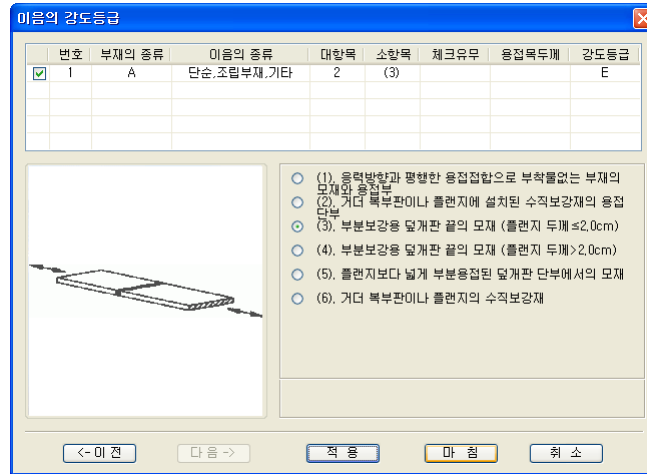 이음의 강도등급
번호 부재의 종류 이음의 종류 대항목 소항목 체크유무 용접목두께 강도등급
1 A 단순,조립부재,기타 2 (3) E
(1). 응력방향과 평행한 용접접합으로 부착물없는 부재의
모재와 용접부
(2). 거더 복부판이나 플랜지에 설치된 수직보강재의 용접
단부
(3). 부분보강용 덮개판 끝의 모재 (플랜지 두께≤2.0cm)
(4). 부분보강용 덮개판 끝의 모재 (플랜지 두께>2.0cm)
(5). 플랜지보다 넓게 부분용접된 덮개판 단부에서의 모재
(6). 거더 복부판이나 플랜지의 수직보강재
<- 이 전 다 음 -> 적 용 마 침 취 소